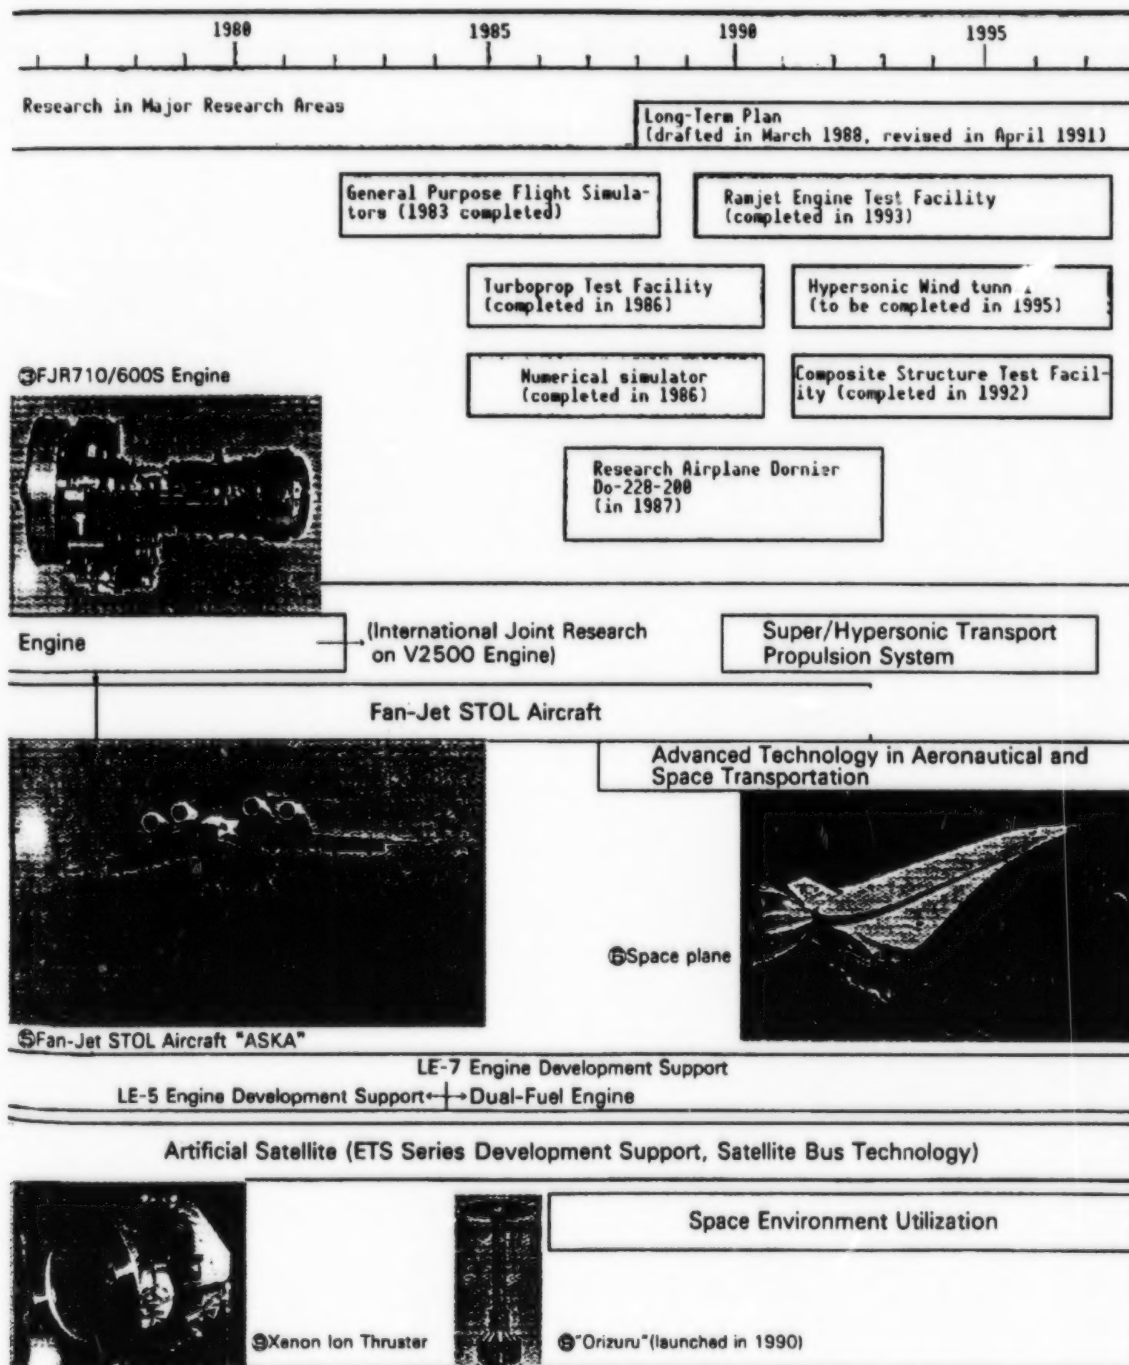 1980 1985 1990 1995
Research in Major Research Areas
Long-Term Plan
(drafted in March 1988, revised in April 1991)
General Purpose Flight Simula-
tors (1983 completed)
Ramjet Engine Test Facility
(completed in 1993)
Turboprop Test Facility
(completed in 1986)
Hypersonic Wind
(to be completed in 1995)
③FJR710/600S Engine
Numerical simulator
(completed in 1986)
Composite Structure Test Facil-
ity (completed in 1992)
Research Airplane Dornier
Do-228-200
(in 1987)
Engine
(International Joint Research
on V2500 Engine)
Super/Hypersonic Transport
Propulsion System
Fan-Jet STOL Aircraft
Advanced Technology in Aeronautical and
Space Transportation
⑥Space plane
⑤Fan-Jet STOL Aircraft "ASKA"
LE-7 Engine Development Support
LE-5 Engine Development Support←→Dual-Fuel Engine
Artificial Satellite (ETS Series Development Support, Satellite Bus Technology)
Space Environment Utilization
Xenon Ion Thruster
"Orizuru"(launched in 1990)